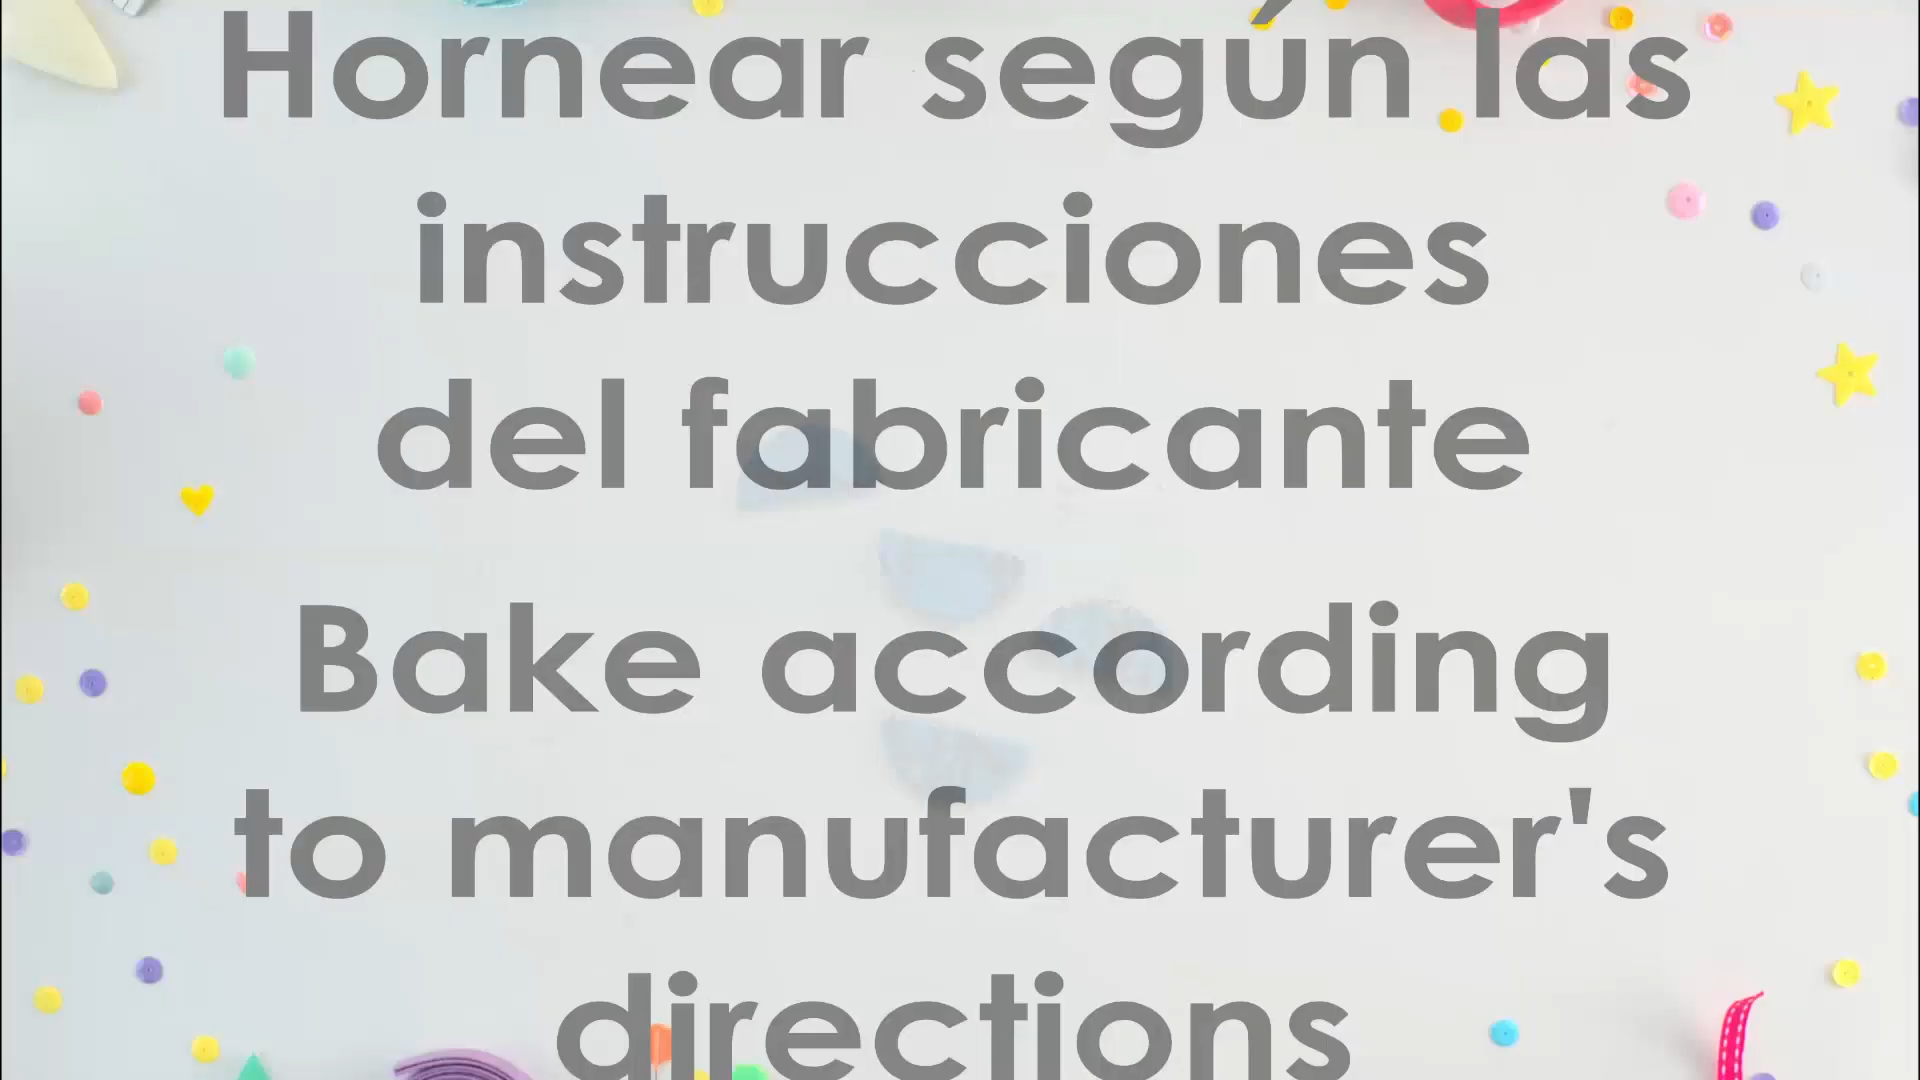 Hornear según las
instrucciones
del fabricante
Bake according
to manufacturer's
directions